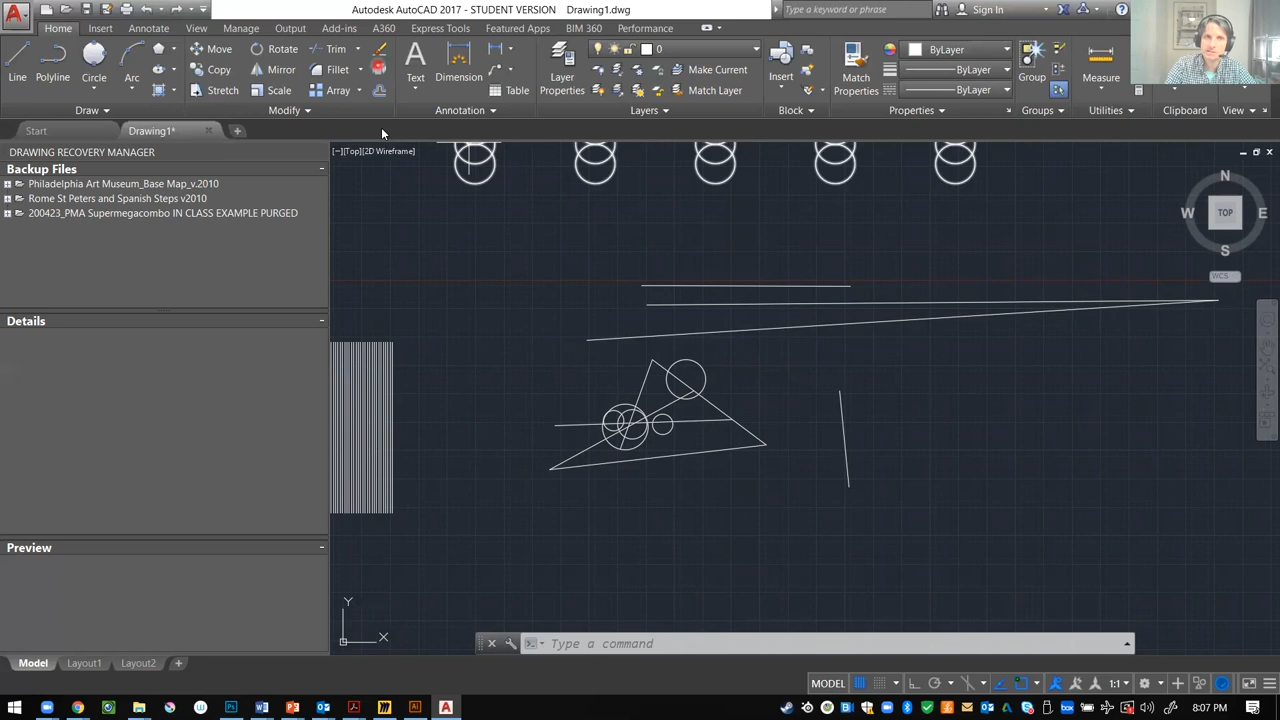 Autodesk AutoCAD 2017 - STUDENT VERSION Drawing1.dwg
Type a keyword or phrase
Sign In
Home Insert Annotate View Manage Output Add-ins A360 Express Tools Featured Apps BIM 360 Performance
Line Polyline Circle Arc
Move Rotate Trim
Copy Mirror Fillet
Stretch Scale Array
Text Dimension
Table
Layer
Properties
0
Make Current
Match Layer
Insert
Match
Properties
ByLayer
ByLayer
ByLayer
Group
Measure
Draw Modify Annotation Layers Block Properties Groups Utilities Clipboard View
Start Drawing1*
DRAWING RECOVERY MANAGER
Backup Files
Philadelphia Art Museum_Base Map_v.2010
Rome St Peters and Spanish Steps v2010
200423_PMA Supermegacombo IN CLASS EXAMPLE PURGED
Details
Preview
[−][Top][2D Wireframe]
N
W TOP E
S
WCS
Y
X
Type a command
Model Layout1 Layout2
MODEL
1:1
8:07 PM